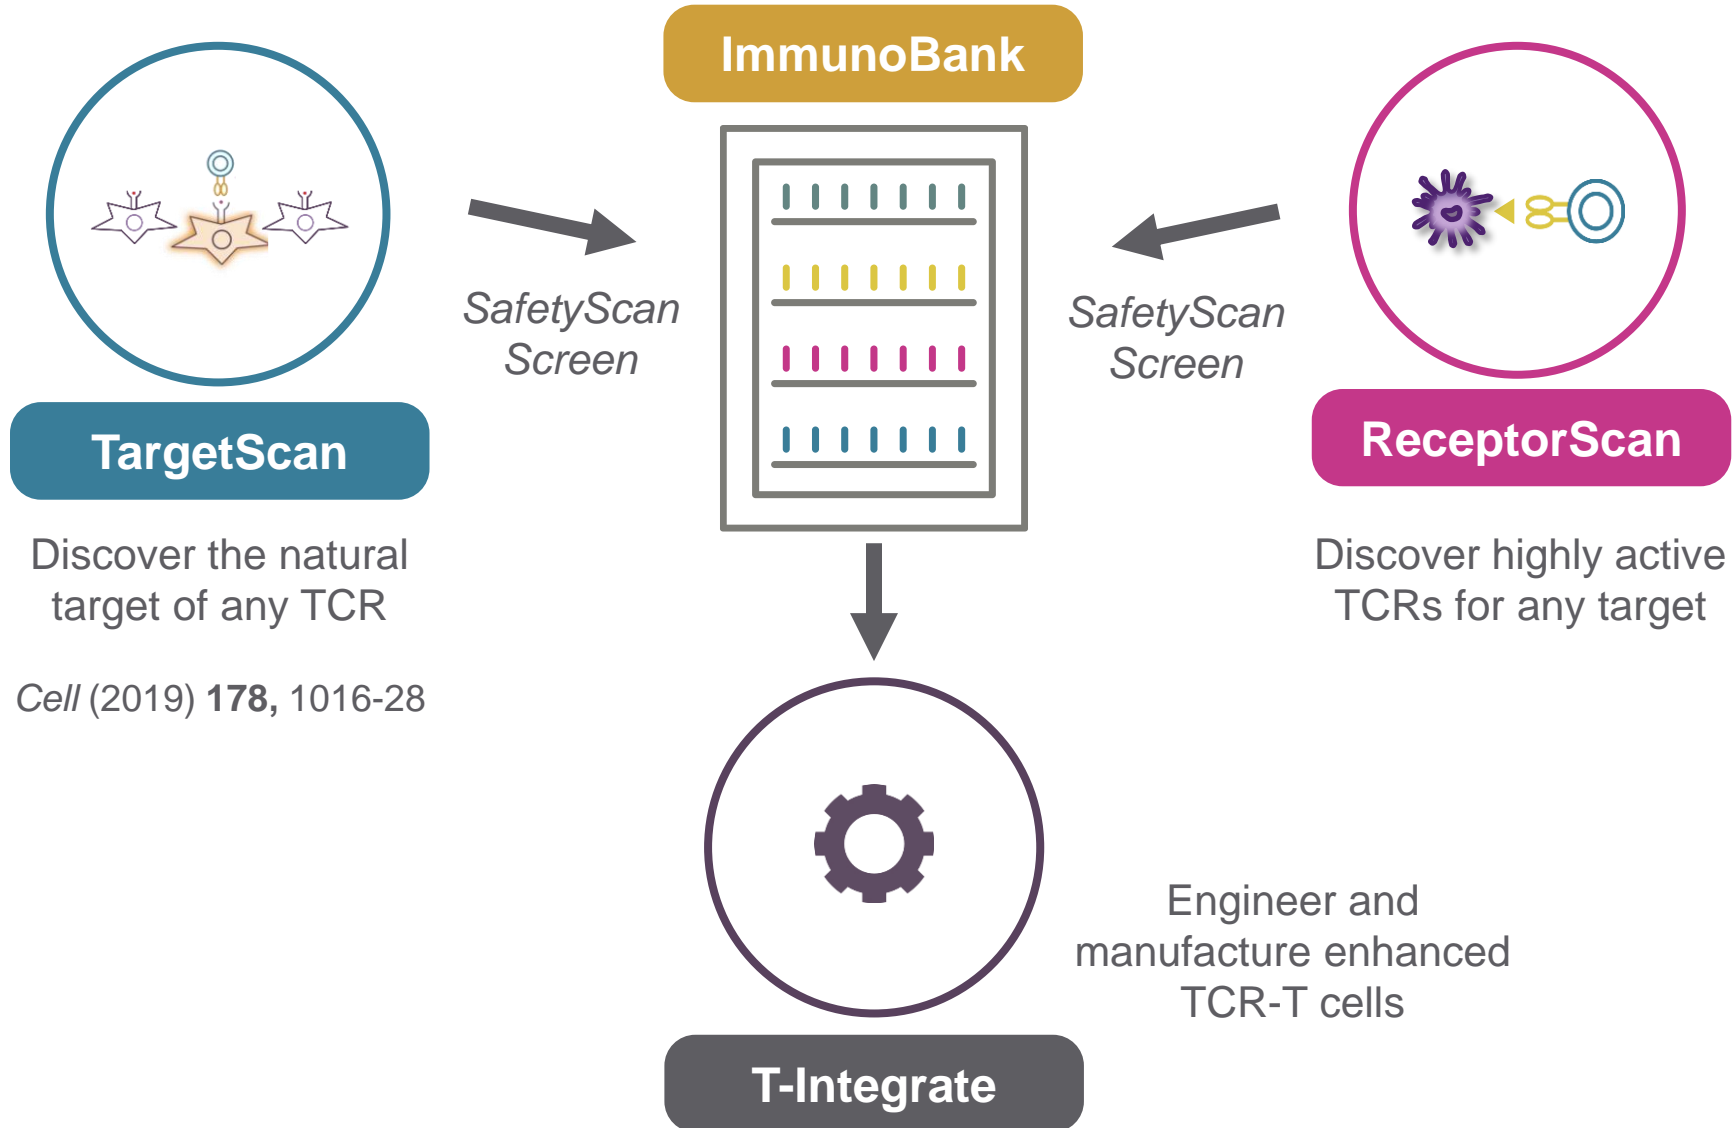 ImmunoBank
SafetyScan
Screen
SafetyScan
Screen
TargetScan
Discover the natural
target of any TCR
Cell (2019) 178, 1016-28
ReceptorScan
Discover highly active
TCRs for any target
Engineer and
manufacture enhanced
TCR-T cells
T-Integrate